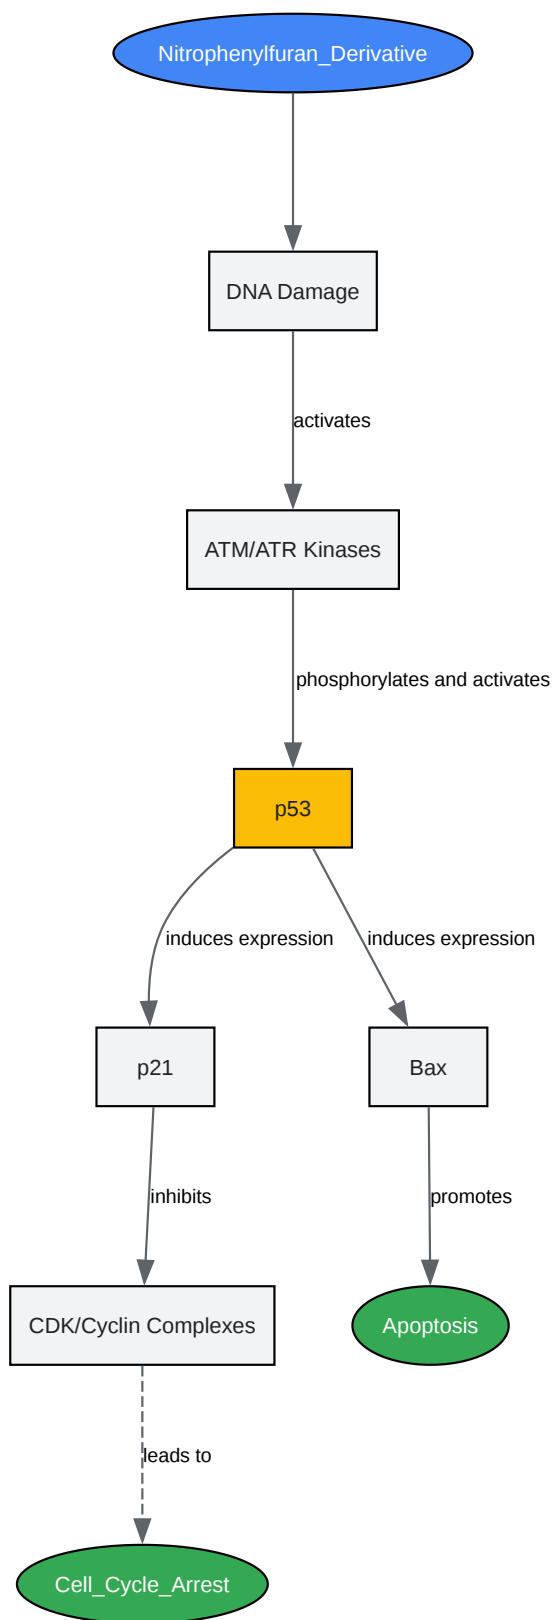 Nitrophenylfuran_Derivative
DNA Damage
activates
ATM/ATR Kinases
phosphorylates and activates
p53
induces expression
induces expression
p21
Bax
inhibits
promotes
CDK/Cyclin Complexes
Apoptosis
leads to
Cell_Cycle_Arrest